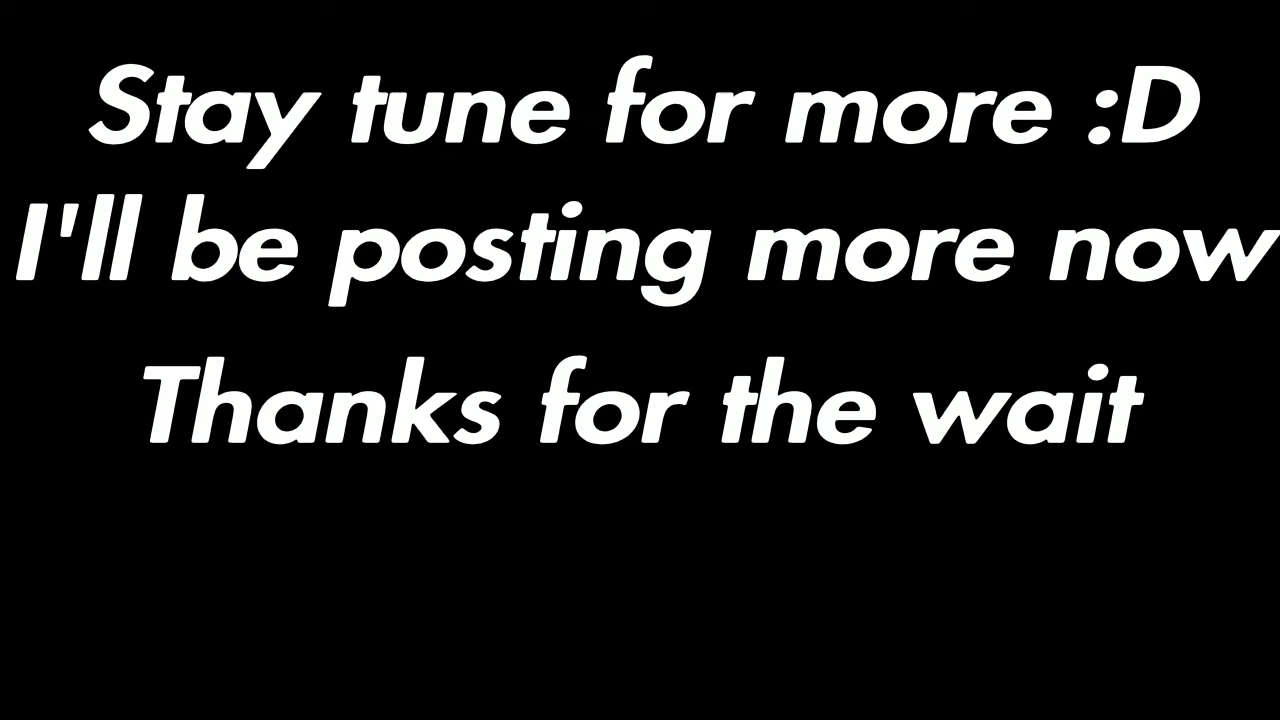 Stay tune for more :D
I'll be posting more now
Thanks for the wait